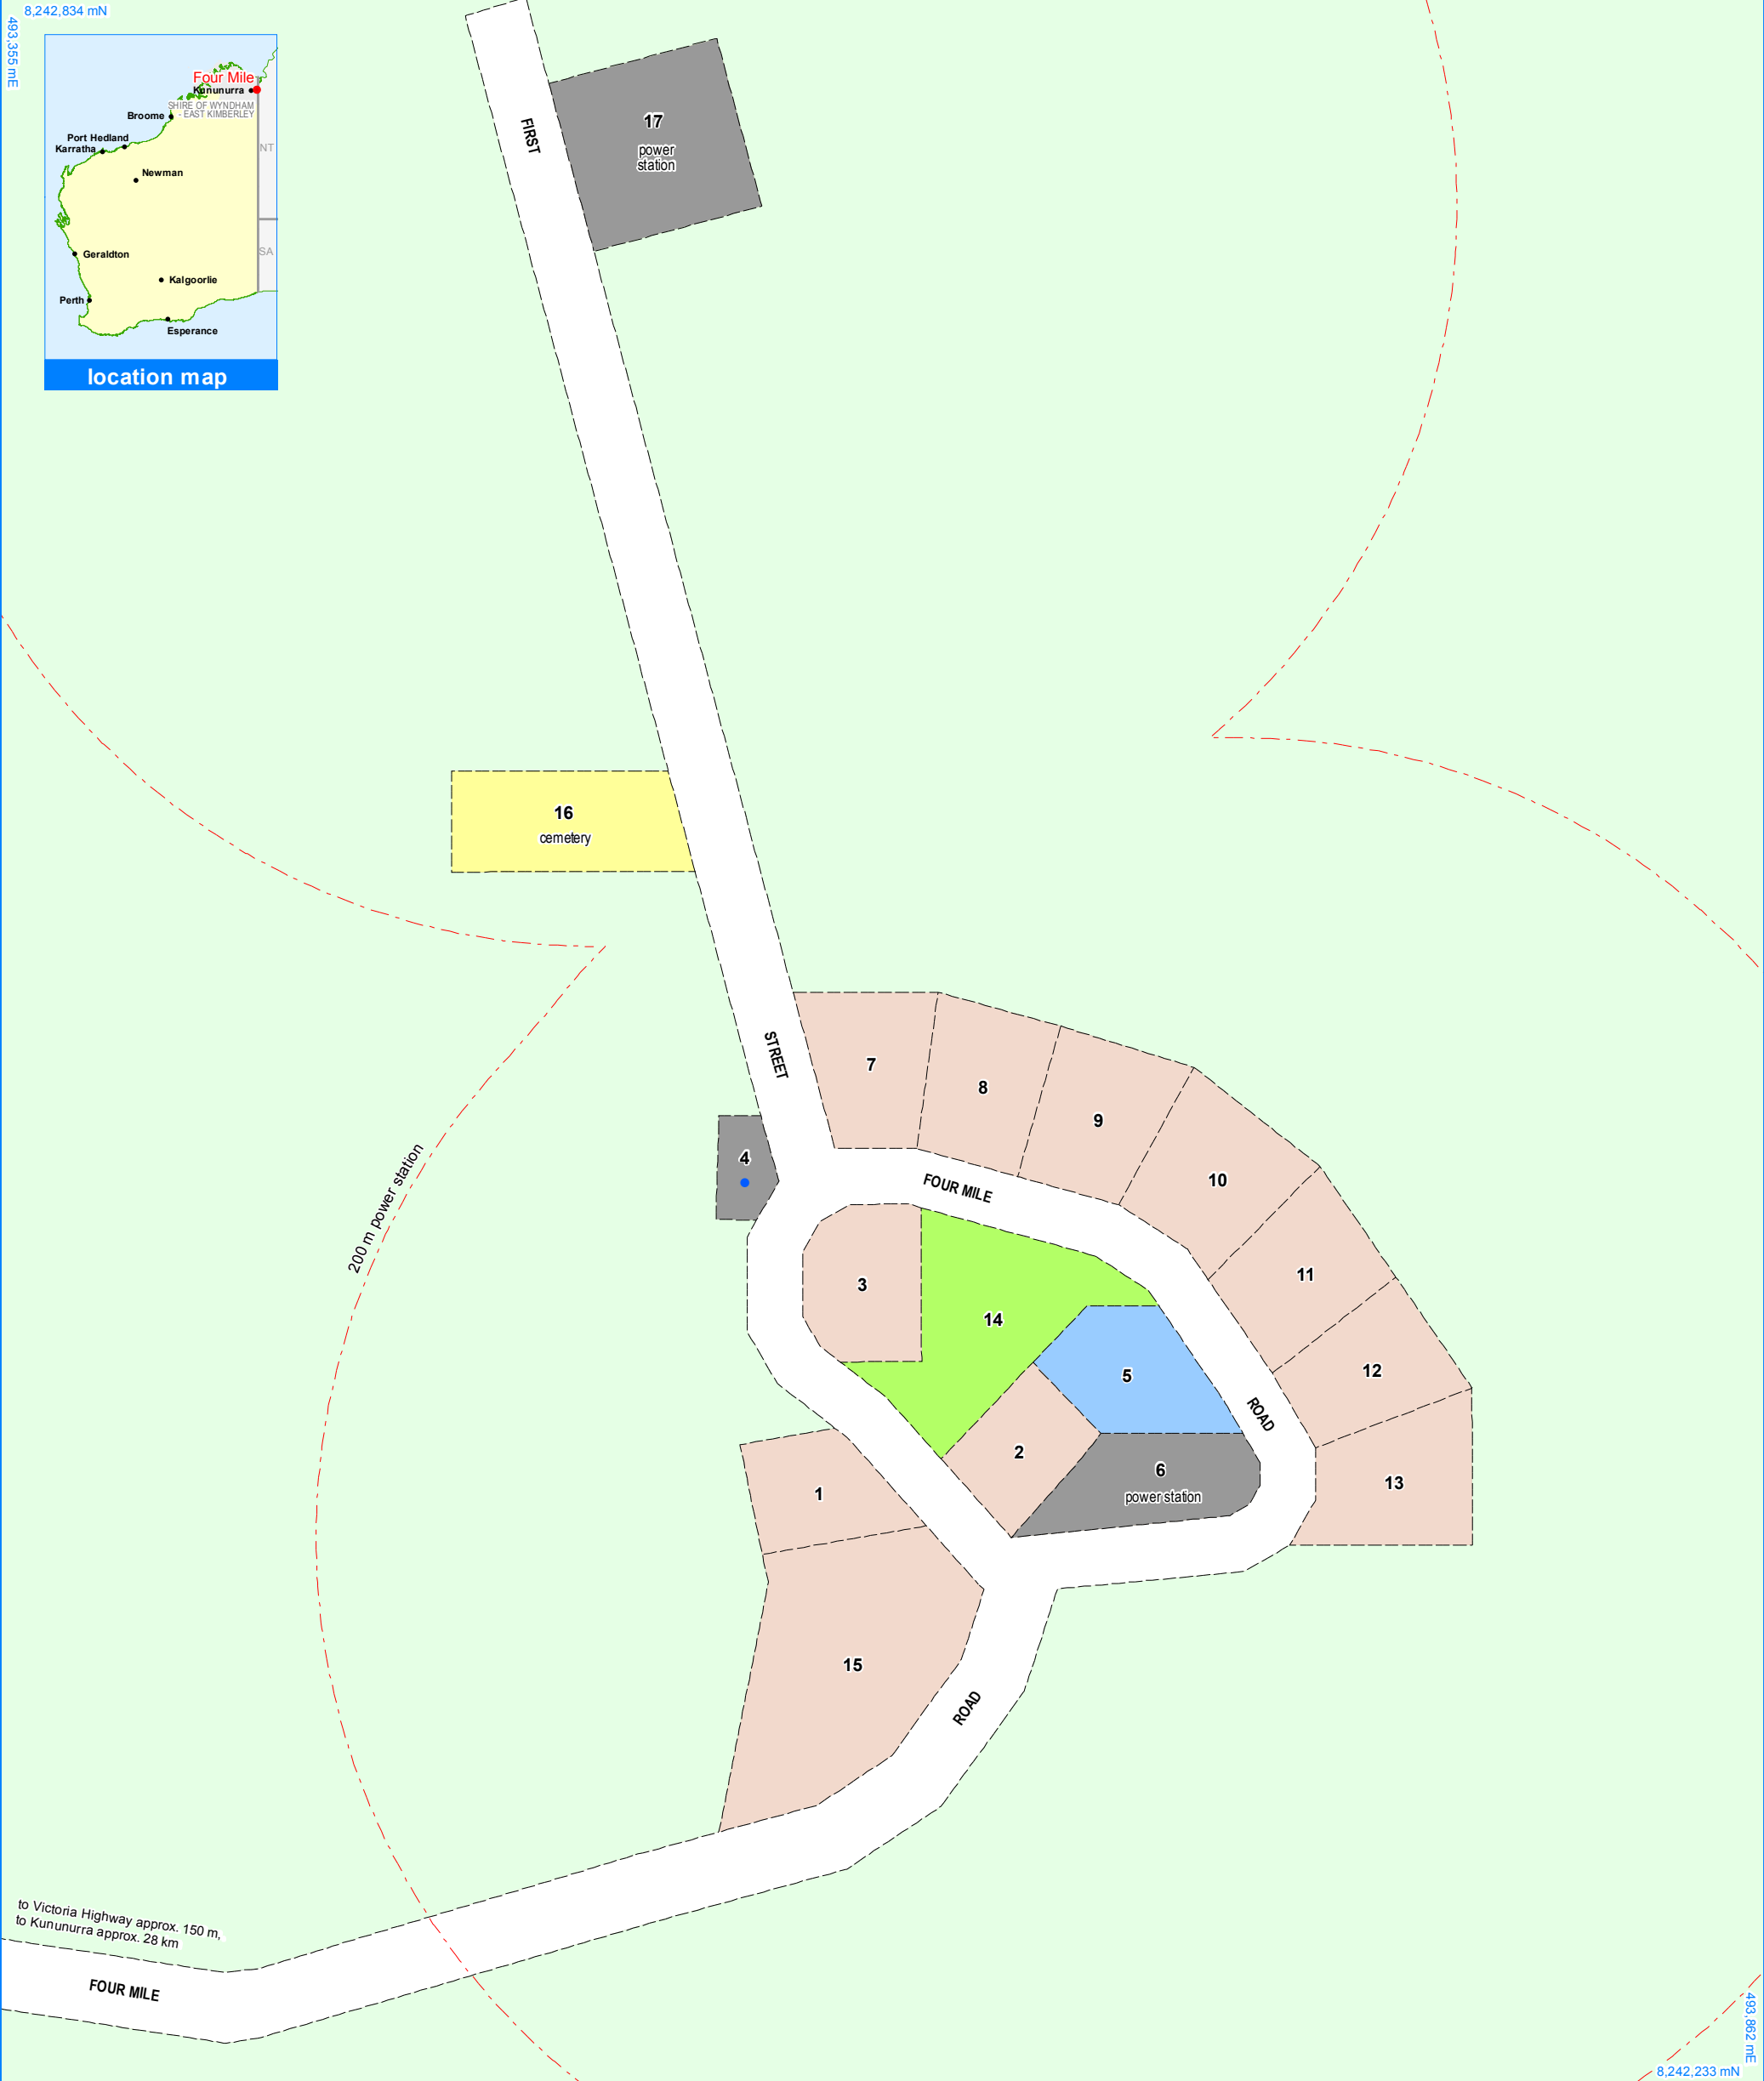 8,242,834 mN
493,355 mE
Four Mile
Kununurra
SHIRE OF WYNDHAM
- EAST KIMBERLEY
Broome
Port Hedland
Karratha
NT
Newman
SA
Geraldton
Kalgoorlie
Perth
Esperance
location map
FIRST
17
power
station
16
cemetery
STREET
7
8
9
4
10
FOUR MILE
200 m power station
11
3
14
12
5
ROAD
2
6
power station
13
1
15
ROAD
to Victoria Highway approx. 150 m,
to Kununurra approx. 28 km
FOUR MILE
493,862 mE
8,242,233 mN